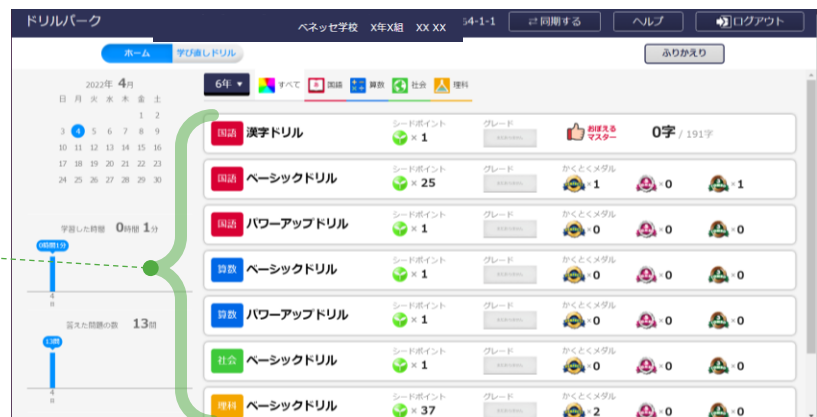 ドリルパーク
ベネッセ学校 X年X組 XX XX
54-1-1
同期する
ヘルプ
ログアウト
ホーム
学び直しドリル
ふりかえり
2022年 4月
日 月 火 水 木 金 土
1 2
3 4 5 6 7 8 9
10 11 12 13 14 15 16
17 18 19 20 21 22 23
24 25 26 27 28 29 30
学習した時間 0時間 1分
0時間1分
4
8
答えた問題の数 13問
13問
4
8
6年 ▼ すべて 国語 算数 社会 理科
国語 漢字ドリル シードポイント × 1 グレード おぼえるマスター 0字 / 191字
国語 ベーシックドリル シードポイント × 25 グレード かくとくメダル ×1 ×0 ×1
国語 パワーアップドリル シードポイント × 1 グレード かくとくメダル ×0 ×0 ×0
算数 ベーシックドリル シードポイント × 1 グレード かくとくメダル ×0 ×0 ×0
算数 パワーアップドリル シードポイント × 1 グレード かくとくメダル ×0 ×0 ×0
社会 ベーシックドリル シードポイント × 1 グレード かくとくメダル ×0 ×0 ×0
理科 ベーシックドリル シードポイント × 37 グレード かくとくメダル ×2 ×0 ×0